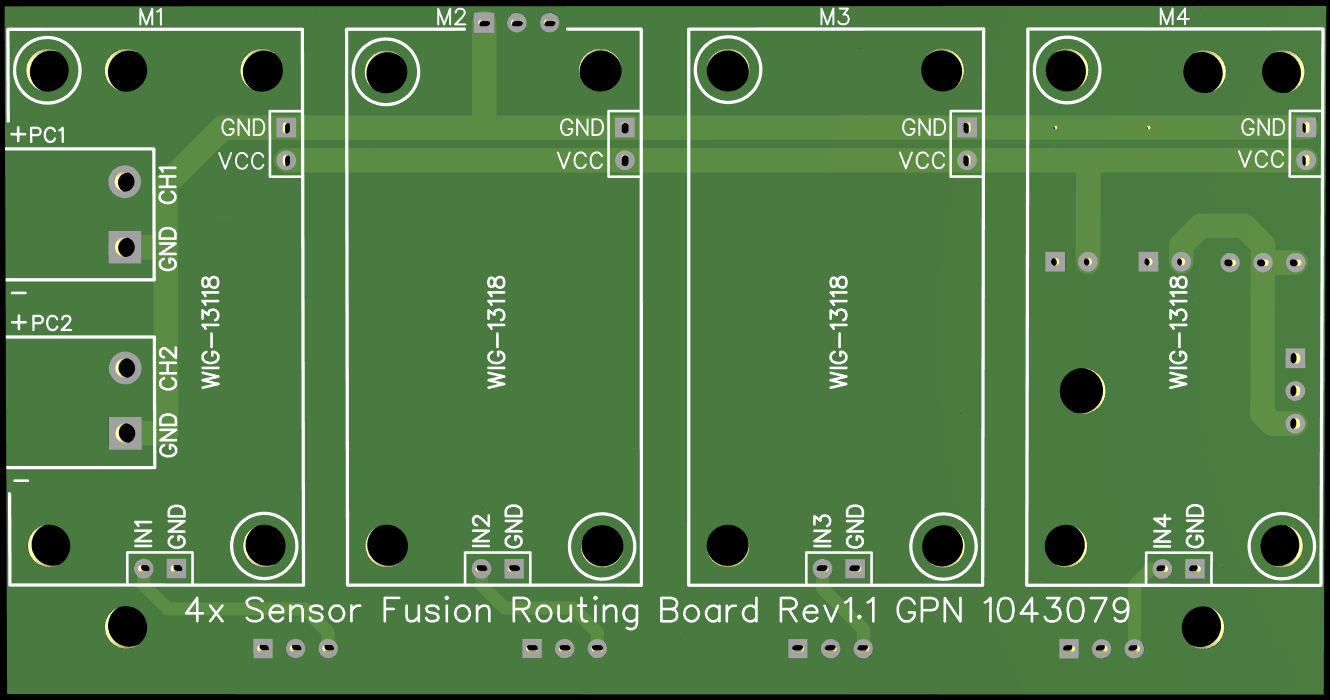 M1
M2
M3
M4
GND
VCC
GND
VCC
GND
VCC
GND
VCC
+PC1
CH1
GND
−
+PC2
CH2
GND
−
WIG-13118
WIG-13118
WIG-13118
WIG-13118
IN1
GND
IN2
GND
IN3
GND
IN4
GND
4x Sensor Fusion Routing Board Rev1.1 GPN 1043079